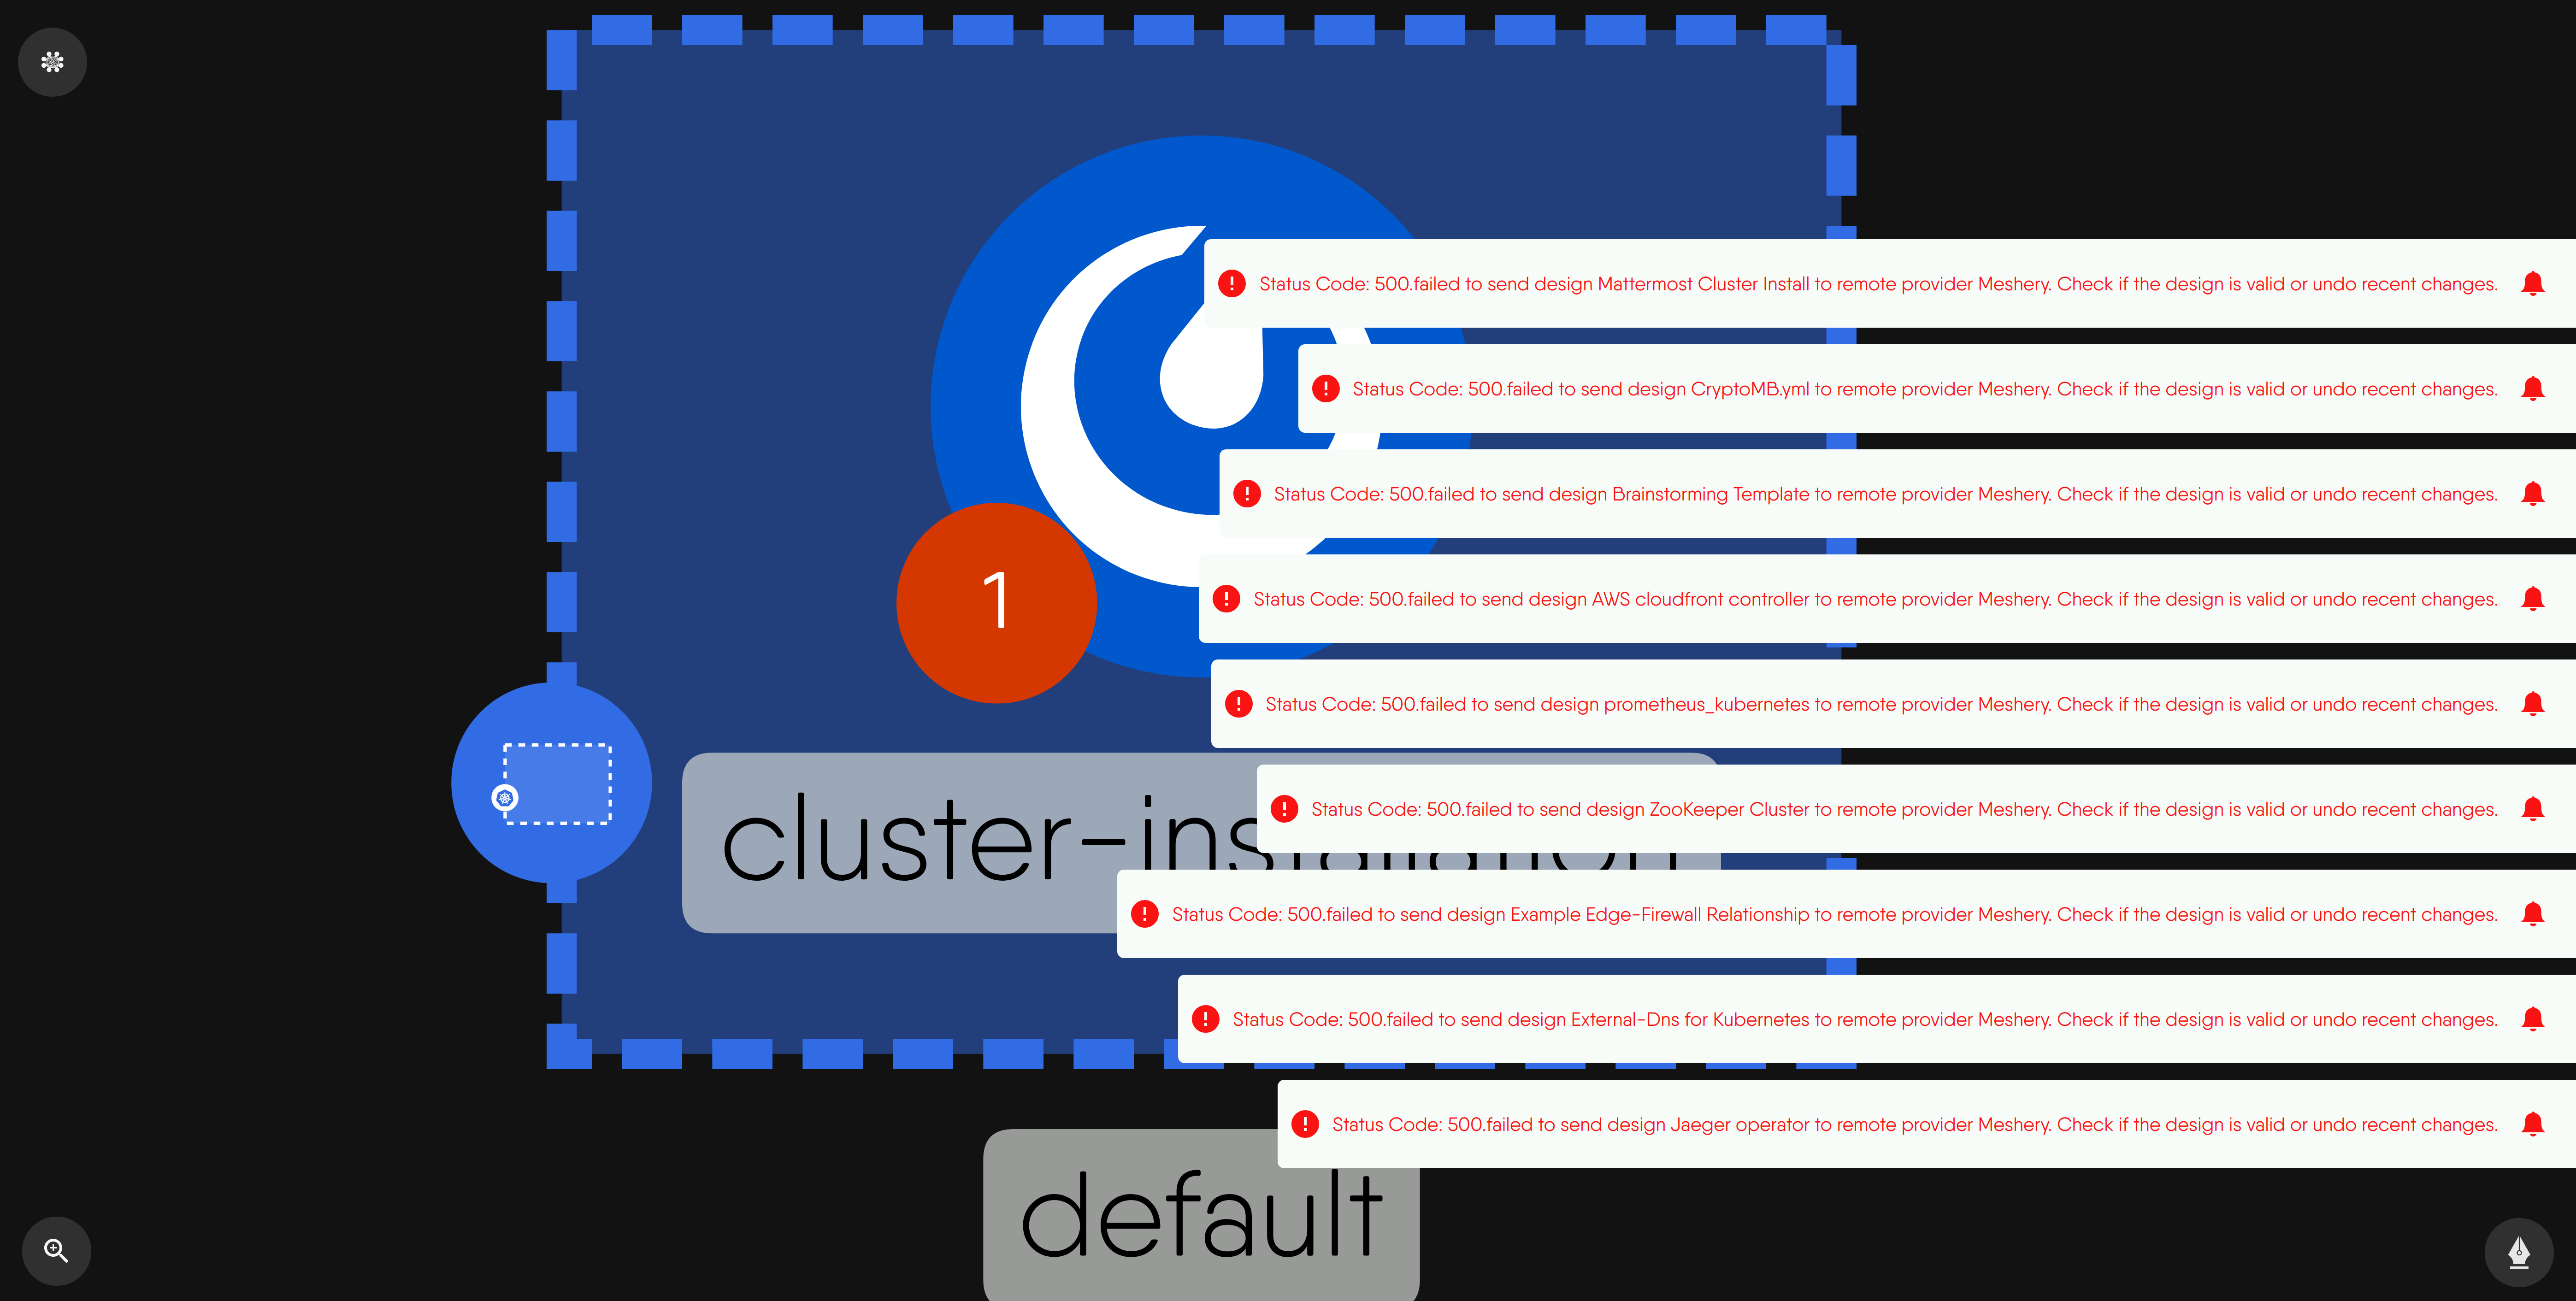 Status Code: 500.failed to send design Mattermost Cluster Install to remote provider Meshery. Check if the design is valid or undo recent changes.
Status Code: 500.failed to send design CryptoMB.yml to remote provider Meshery. Check if the design is valid or undo recent changes.
Status Code: 500.failed to send design Brainstorming Template to remote provider Meshery. Check if the design is valid or undo recent changes.
Status Code: 500.failed to send design AWS cloudfront controller to remote provider Meshery. Check if the design is valid or undo recent changes.
1
Status Code: 500.failed to send design prometheus_kubernetes to remote provider Meshery. Check if the design is valid or undo recent changes.
Status Code: 500.failed to send design ZooKeeper Cluster to remote provider Meshery. Check if the design is valid or undo recent changes.
cluster-installation
Status Code: 500.failed to send design Example Edge-Firewall Relationship to remote provider Meshery. Check if the design is valid or undo recent changes.
Status Code: 500.failed to send design External-Dns for Kubernetes to remote provider Meshery. Check if the design is valid or undo recent changes.
Status Code: 500.failed to send design Jaeger operator to remote provider Meshery. Check if the design is valid or undo recent changes.
default